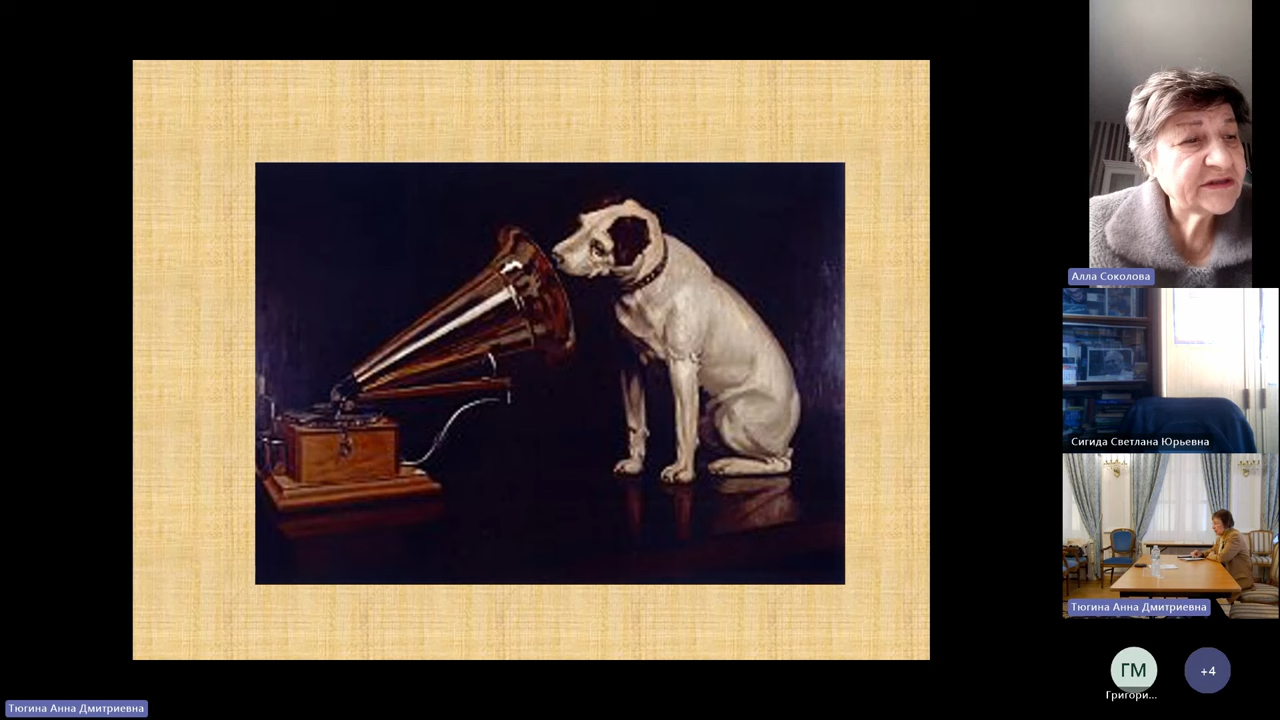 Алла Соколова
Сигида Светлана Юрьевна
Тюгина Анна Дмитриевна
ГМ
Григори...
+4
Тюгина Анна Дмитриевна